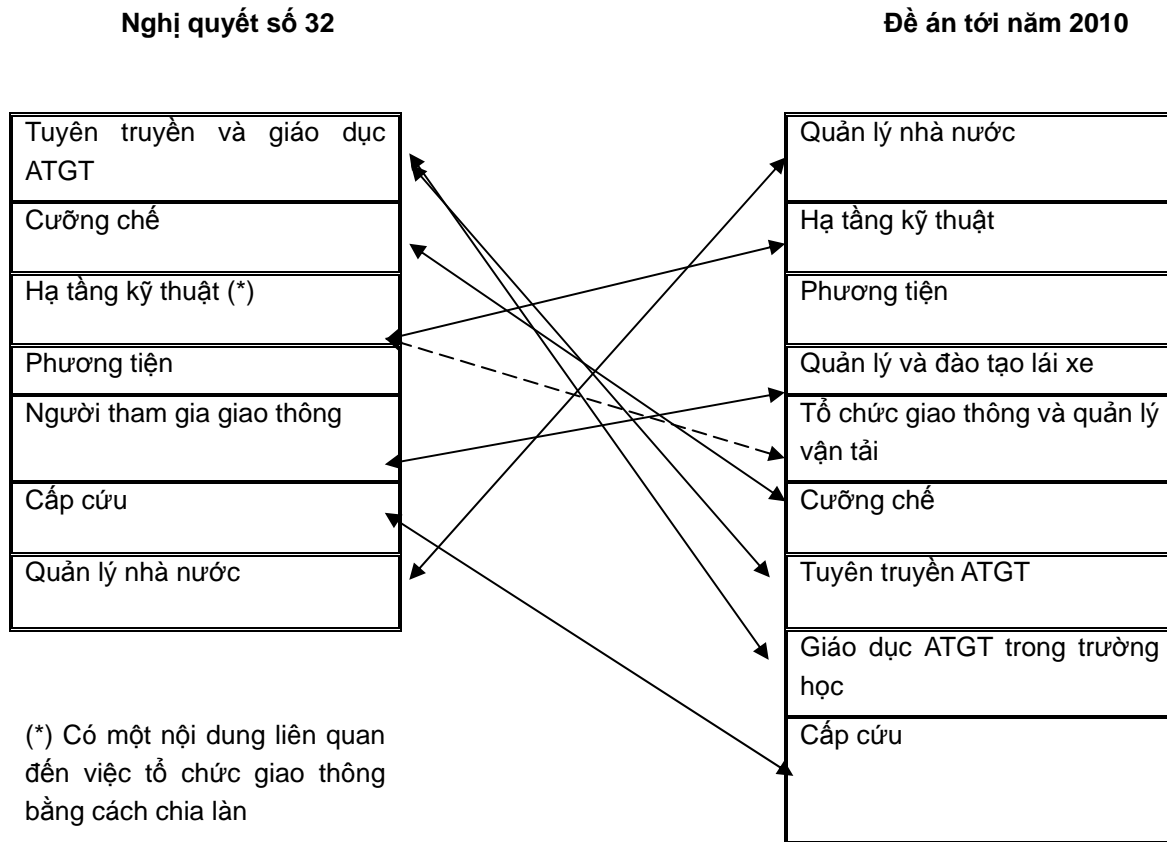 Nghị quyết số 32
Tuyên truyền và giáo dục
ATGT
Cưỡng chế
Hạ tầng kỹ thuật (*)
Phương tiện
Người tham gia giao thông
Cấp cứu
Quản lý nhà nước
(*) Có một nội dung liên quan
đến việc tổ chức giao thông
bằng cách chia làn
Đề án tới năm 2010
Quản lý nhà nước
Hạ tầng kỹ thuật
Phương tiện
Quản lý và đào tạo lái xe
Tổ chức giao thông và quản lý
vận tải
Cưỡng chế
Tuyên truyền ATGT
Giáo dục ATGT trong trường
học
Cấp cứu